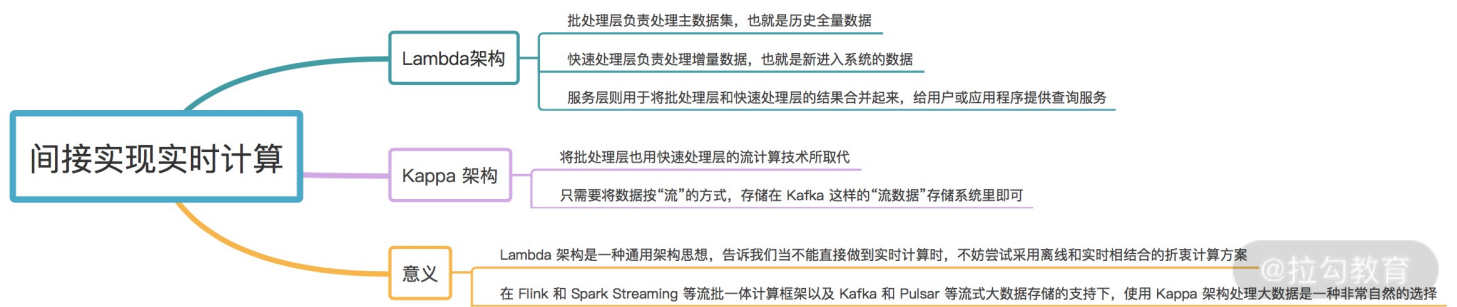 间接实现实时计算
Lambda架构
批处理层负责处理主数据集，也就是历史全量数据
快速处理层负责处理增量数据，也就是新进入系统的数据
服务层则用于将批处理层和快速处理层的结果合并起来，给用户或应用程序提供查询服务
Kappa 架构
将批处理层也用快速处理层的流计算技术所取代
只需要将数据按“流”的方式，存储在 Kafka 这样的“流数据”存储系统里即可
意义
Lambda 架构是一种通用架构思想，告诉我们当不能直接做到实时计算时，不妨尝试采用离线和实时相结合的折衷计算方案
在 Flink 和 Spark Streaming 等流批一体计算框架以及 Kafka 和 Pulsar 等流式大数据存储的支持下，使用 Kappa 架构处理大数据是一种非常自然的选择
@拉勾教育